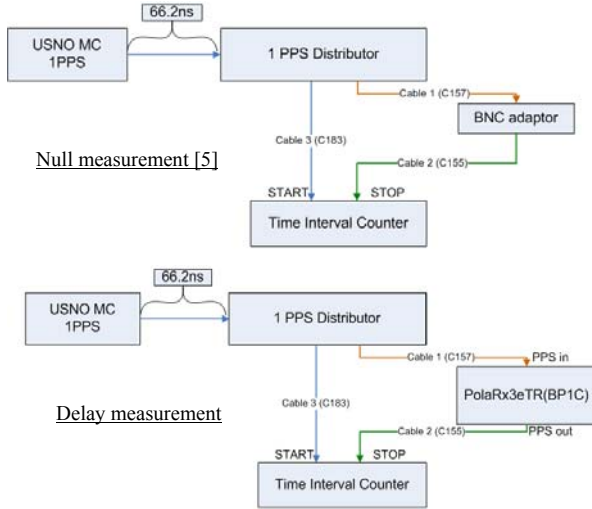 66.2ns
USNO MC
1PPS
1 PPS Distributor
Cable 1 (C157)
BNC adaptor
Cable 3 (C183)
Null measurement [5]
Cable 2 (C155)
START
STOP
Time Interval Counter
66.2ns
USNO MC
1PPS
1 PPS Distributor
Cable 1 (C157)
PPS in
PolaRx3eTR(BP1C)
Cable 3 (C183)
Delay measurement
Cable 2 (C155)
PPS out
START
STOP
Time Interval Counter